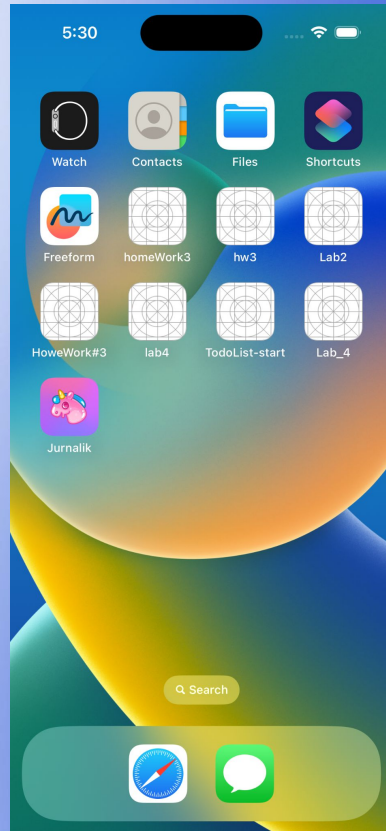 5:30
Watch Contacts Files Shortcuts
Freeform homeWork3 hw3 Lab2
HoweWork#3 lab4 TodoList-start Lab_4
Jurnalik
Search